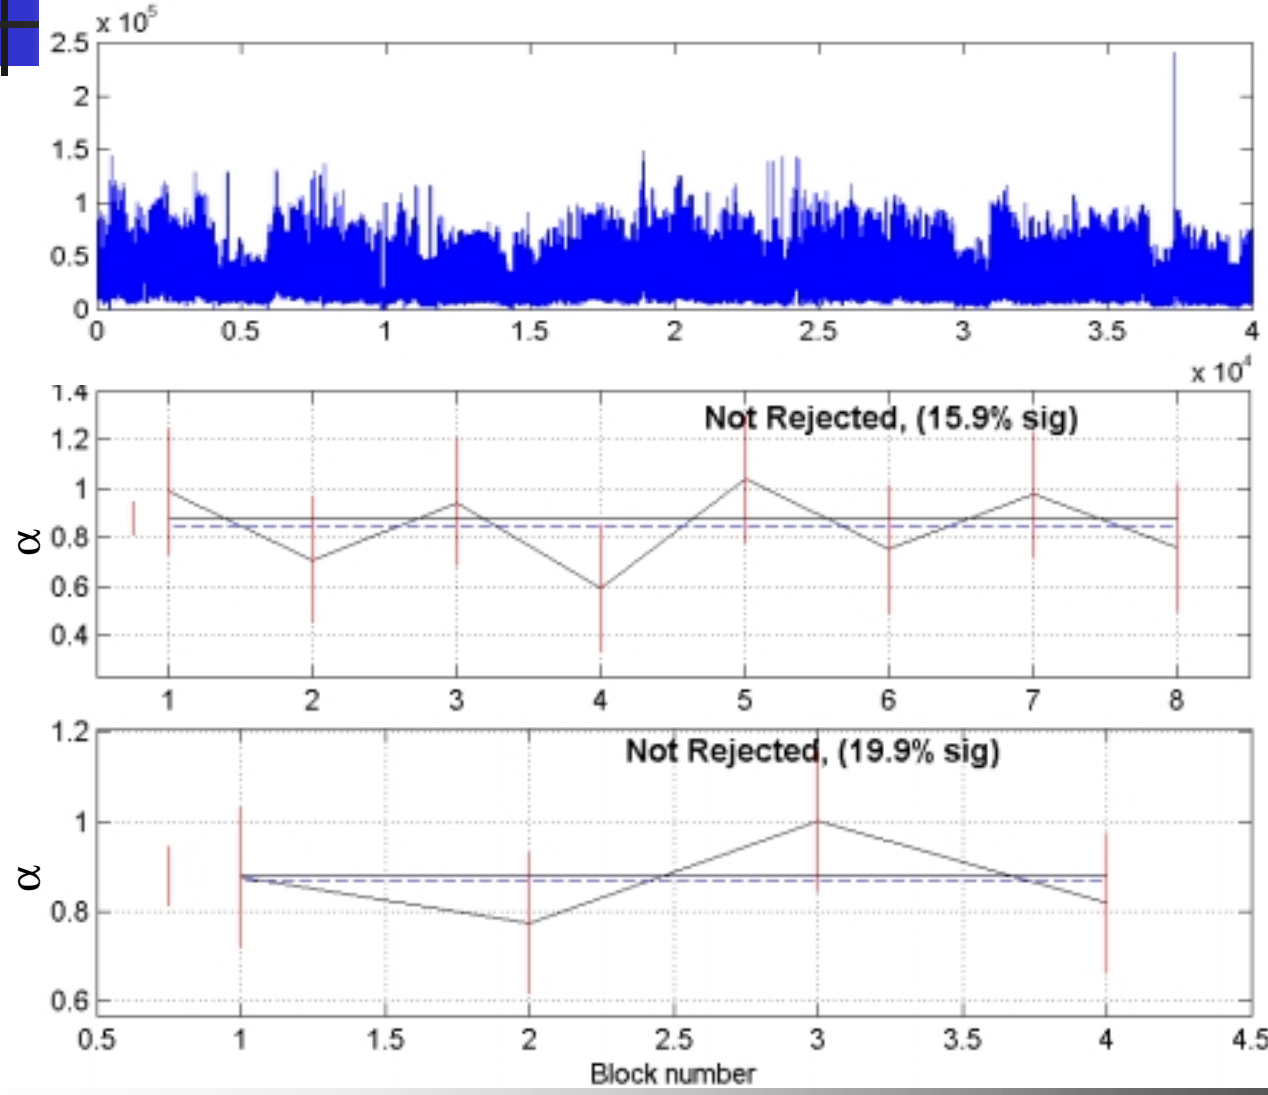 x 10^5
2.5
2
1.5
1
0.5
0
0 0.5 1 1.5 2 2.5 3 3.5 4
x 10^4
1.4
Not Rejected, (15.9% sig)
1.2
1
0.8
α
0.6
0.4
1 2 3 4 5 6 7 8
1.2
Not Rejected, (19.9% sig)
1
α
0.8
0.6
0.5 1 1.5 2 2.5 3 3.5 4 4.5
Block number